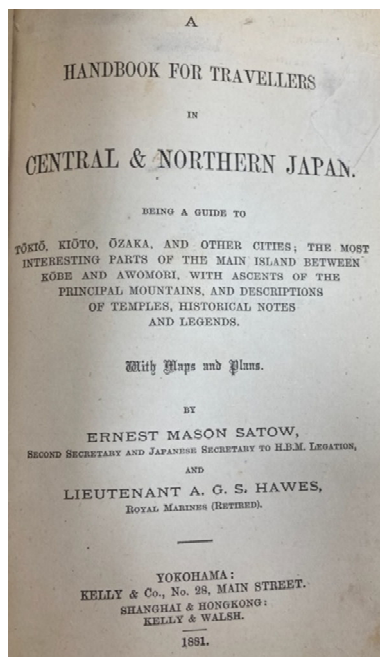 A
HANDBOOK FOR TRAVELLERS
IN
CENTRAL & NORTHERN JAPAN.
BEING A GUIDE TO
TŌKIŌ, KIŌTO, ŌZAKA, AND OTHER CITIES; THE MOST
INTERESTING PARTS OF THE MAIN ISLAND BETWEEN
KŌBE AND AWOMORI, WITH ASCENTS OF THE
PRINCIPAL MOUNTAINS, AND DESCRIPTIONS
OF TEMPLES, HISTORICAL NOTES
AND LEGENDS.
With Maps and Plans.
BY
ERNEST MASON SATOW,
SECOND SECRETARY AND JAPANESE SECRETARY TO H.B.M. LEGATION,
AND
LIEUTENANT A. G. S. HAWES,
ROYAL MARINES (RETIRED).
YOKOHAMA:
KELLY & Co., No. 28, MAIN STREET.
SHANGHAI & HONGKONG:
KELLY & WALSH.
1881.